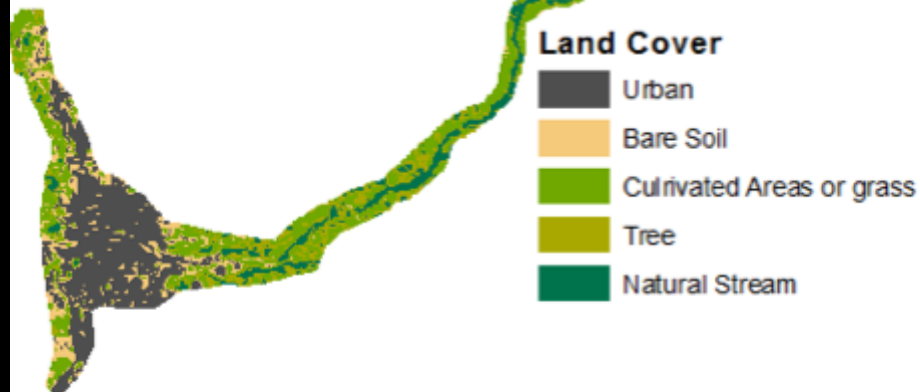 Land Cover
Urban
Bare Soil
Culrivated Areas or grass
Tree
Natural Stream